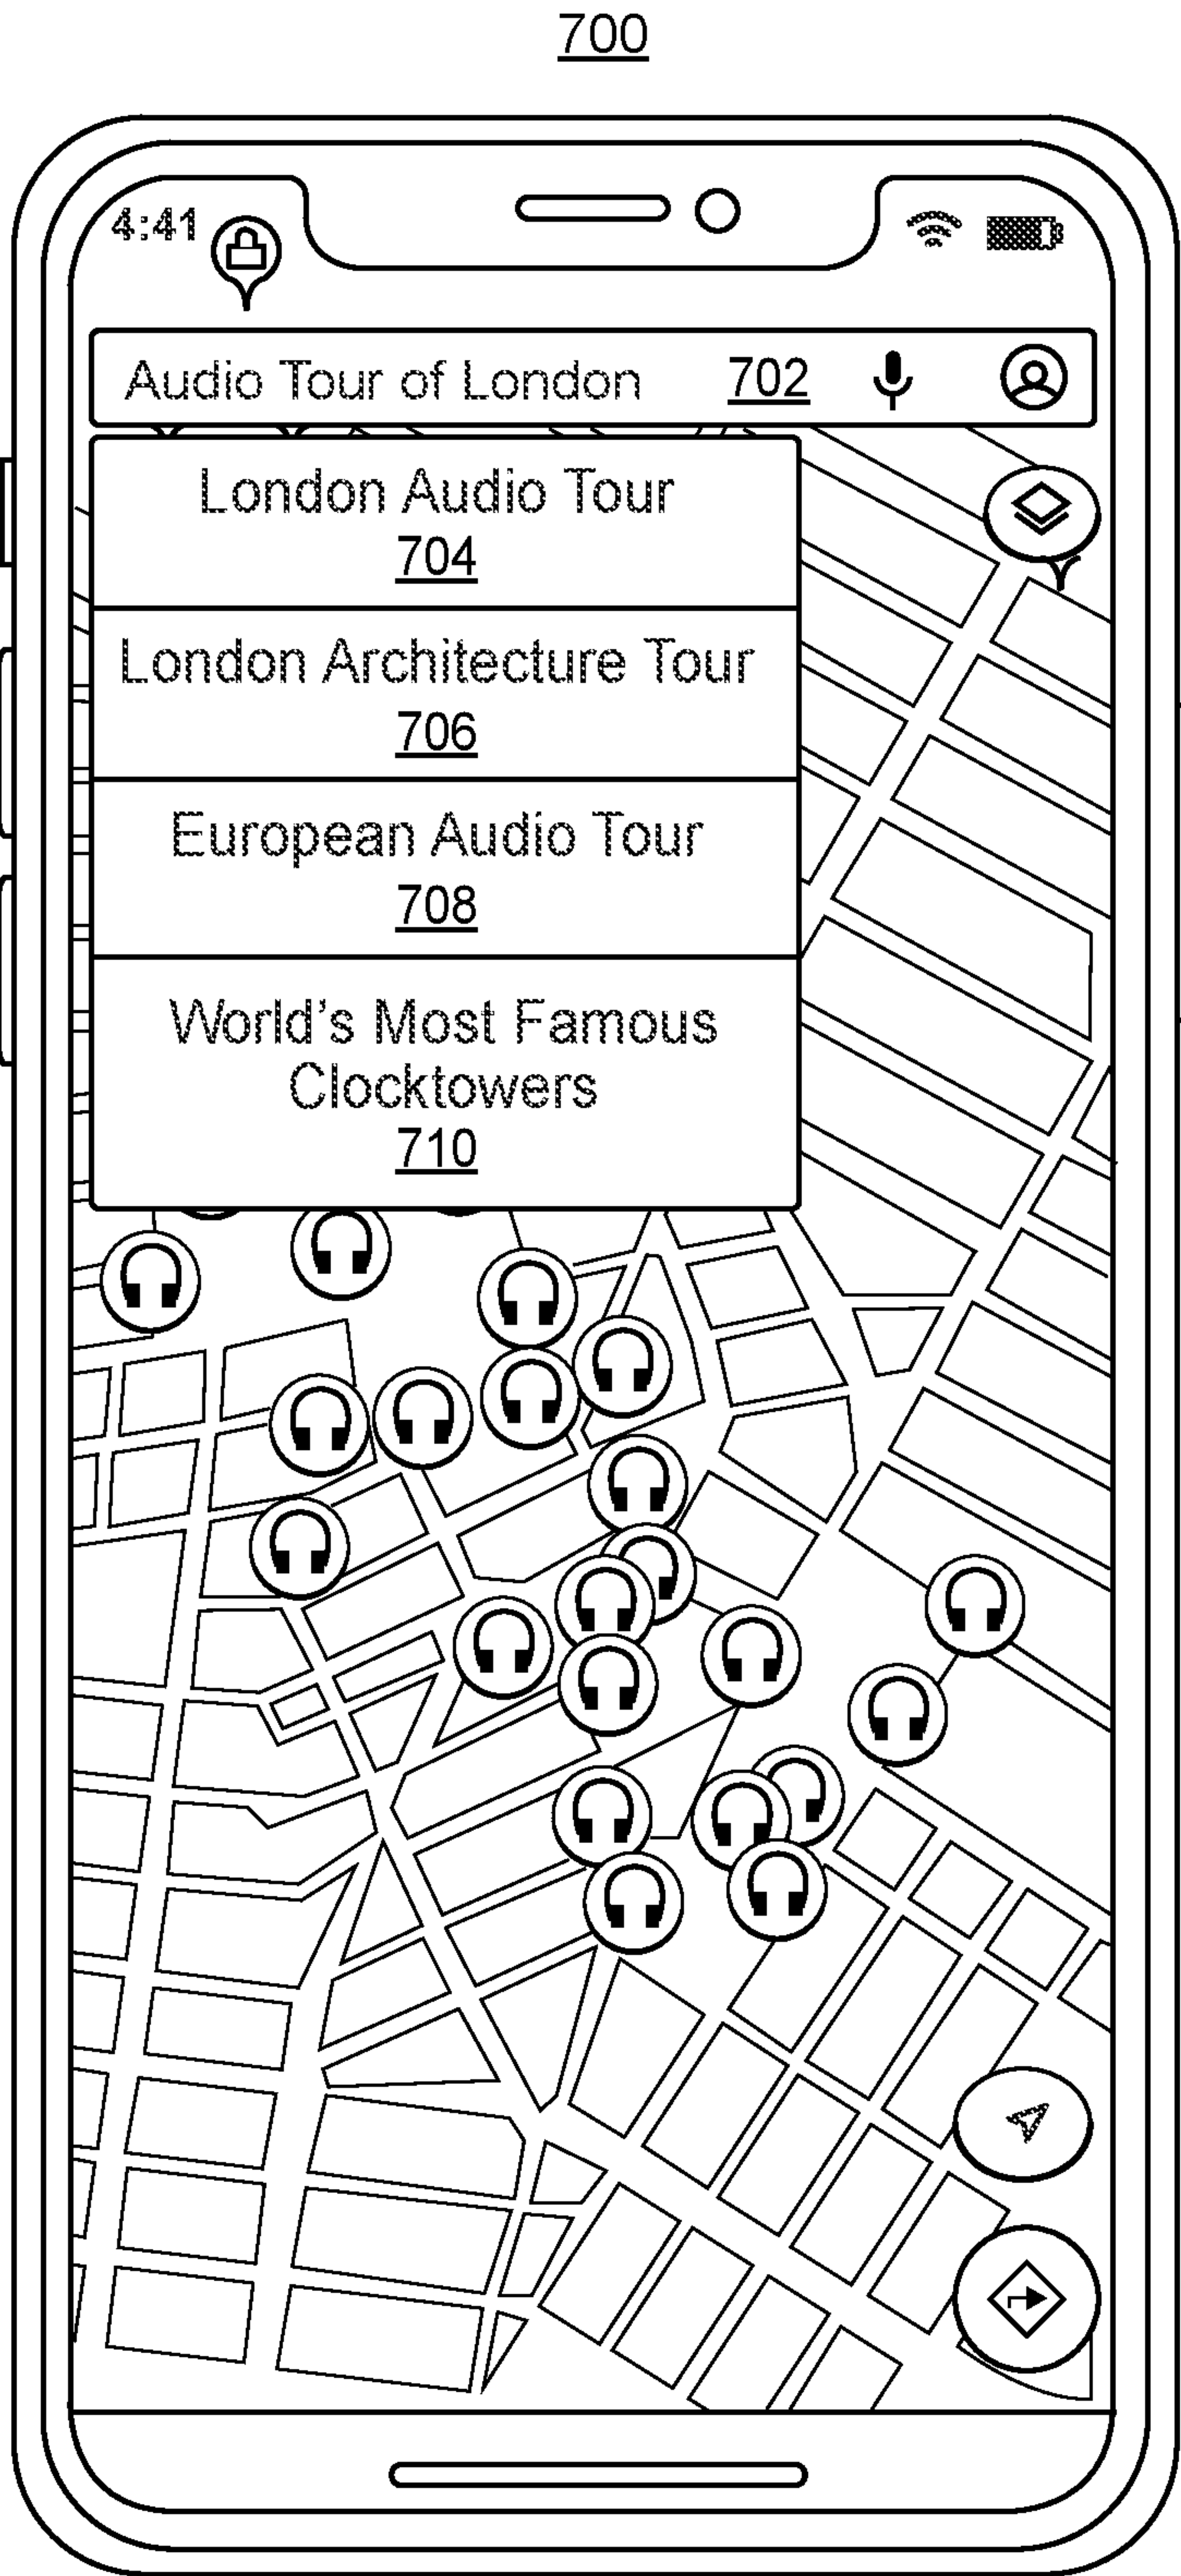 700
4:41
Audio Tour of London 702
London Audio Tour
704
London Architecture Tour
706
European Audio Tour
708
World's Most Famous
Clocktowers
710